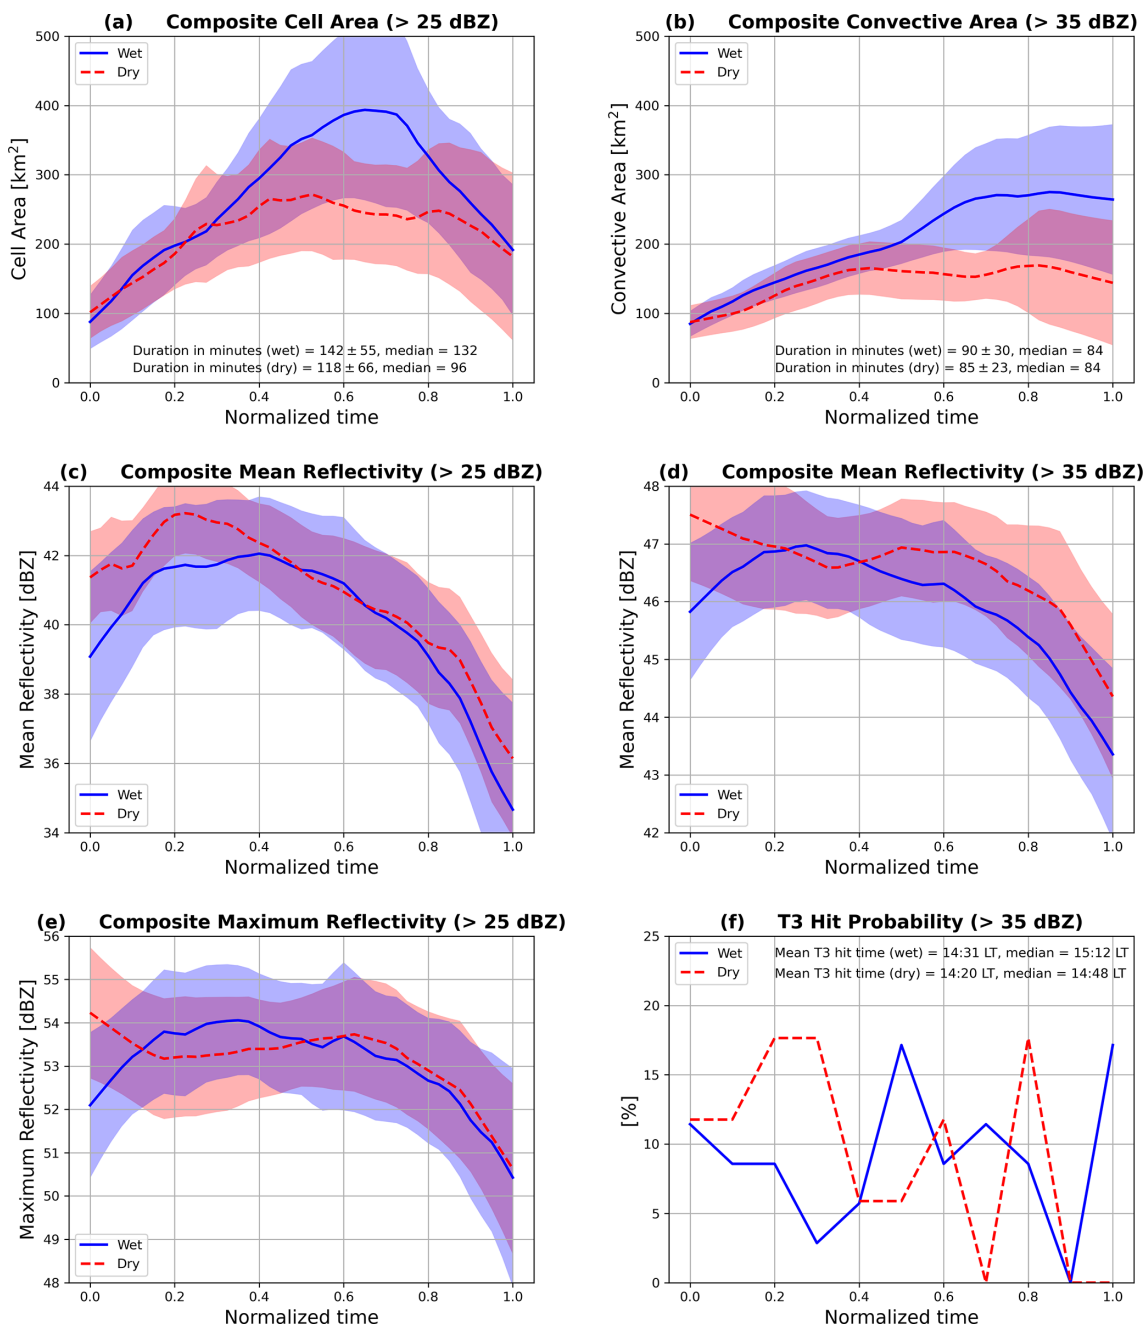 (a) Composite Cell Area (> 25 dBZ)
500
400
300
200
100
0
Cell Area [km²]
Wet
Dry
Duration in minutes (wet) = 142 ± 55, median = 132
Duration in minutes (dry) = 118 ± 66, median = 96
0.0 0.2 0.4 0.6 0.8 1.0
Normalized time
(b) Composite Convective Area (> 35 dBZ)
500
400
300
200
100
0
Convective Area [km²]
Wet
Dry
Duration in minutes (wet) = 90 ± 30, median = 84
Duration in minutes (dry) = 85 ± 23, median = 84
0.0 0.2 0.4 0.6 0.8 1.0
Normalized time
(c) Composite Mean Reflectivity (> 25 dBZ)
44
42
40
38
36
34
Mean Reflectivity [dBZ]
Wet
Dry
0.0 0.2 0.4 0.6 0.8 1.0
Normalized time
(d) Composite Mean Reflectivity (> 35 dBZ)
48
47
46
45
44
43
42
Mean Reflectivity [dBZ]
Wet
Dry
0.0 0.2 0.4 0.6 0.8 1.0
Normalized time
(e) Composite Maximum Reflectivity (> 25 dBZ)
56
55
54
53
52
51
50
49
48
Maximum Reflectivity [dBZ]
Wet
Dry
0.0 0.2 0.4 0.6 0.8 1.0
Normalized time
(f) T3 Hit Probability (> 35 dBZ)
25
20
15
10
5
0
[%]
Wet
Dry
Mean T3 hit time (wet) = 14:31 LT, median = 15:12 LT
Mean T3 hit time (dry) = 14:20 LT, median = 14:48 LT
0.0 0.2 0.4 0.6 0.8 1.0
Normalized time